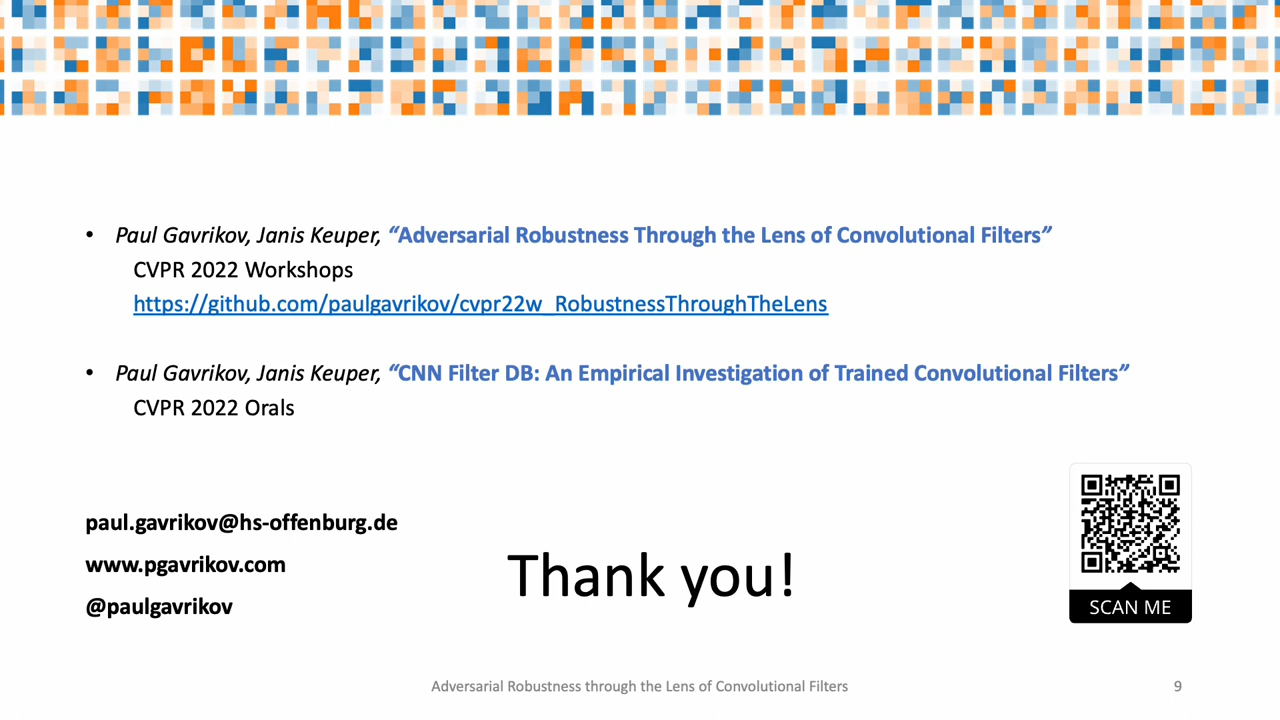 • Paul Gavrikov, Janis Keuper, “Adversarial Robustness Through the Lens of Convolutional Filters”
CVPR 2022 Workshops
https://github.com/paulgavrikov/cvpr22w_RobustnessThroughTheLens
• Paul Gavrikov, Janis Keuper, “CNN Filter DB: An Empirical Investigation of Trained Convolutional Filters”
CVPR 2022 Orals
paul.gavrikov@hs-offenburg.de
www.pgavrikov.com
@paulgavrikov
Thank you!
SCAN ME
Adversarial Robustness through the Lens of Convolutional Filters
9